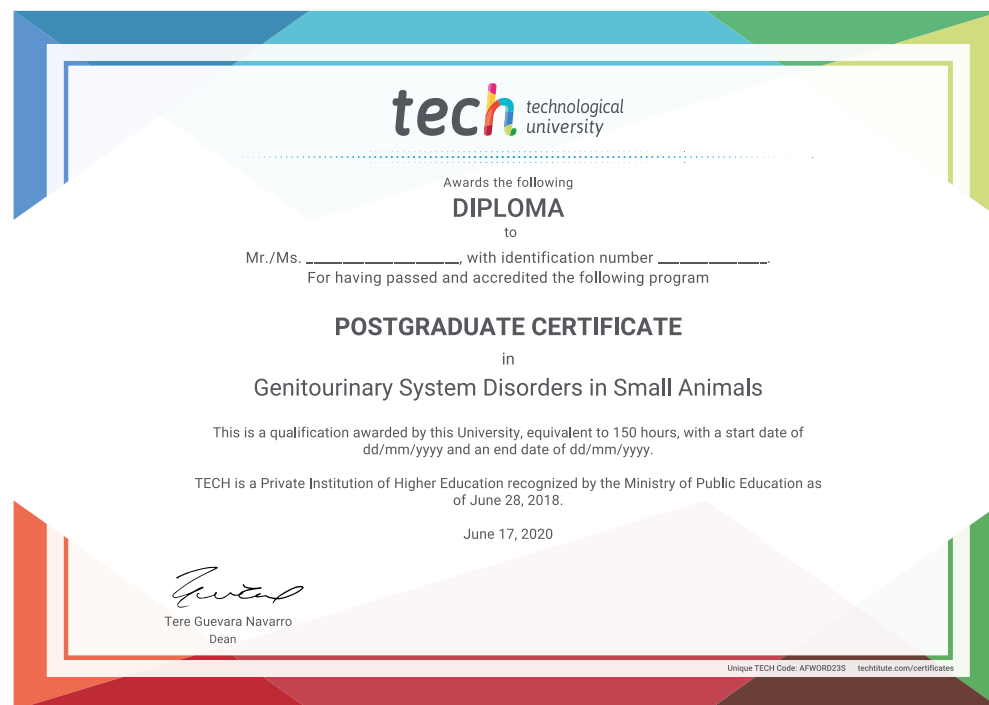 tech technological
university
Awards the following
DIPLOMA
to
Mr./Ms. ____________________, with identification number ______________.
For having passed and accredited the following program
POSTGRADUATE CERTIFICATE
in
Genitourinary System Disorders in Small Animals
This is a qualification awarded by this University, equivalent to 150 hours, with a start date of
dd/mm/yyyy and an end date of dd/mm/yyyy.
TECH is a Private Institution of Higher Education recognized by the Ministry of Public Education as
of June 28, 2018.
June 17, 2020
Tere Guevara Navarro
Dean
Unique TECH Code: AFWORD23S techtitute.com/certificates